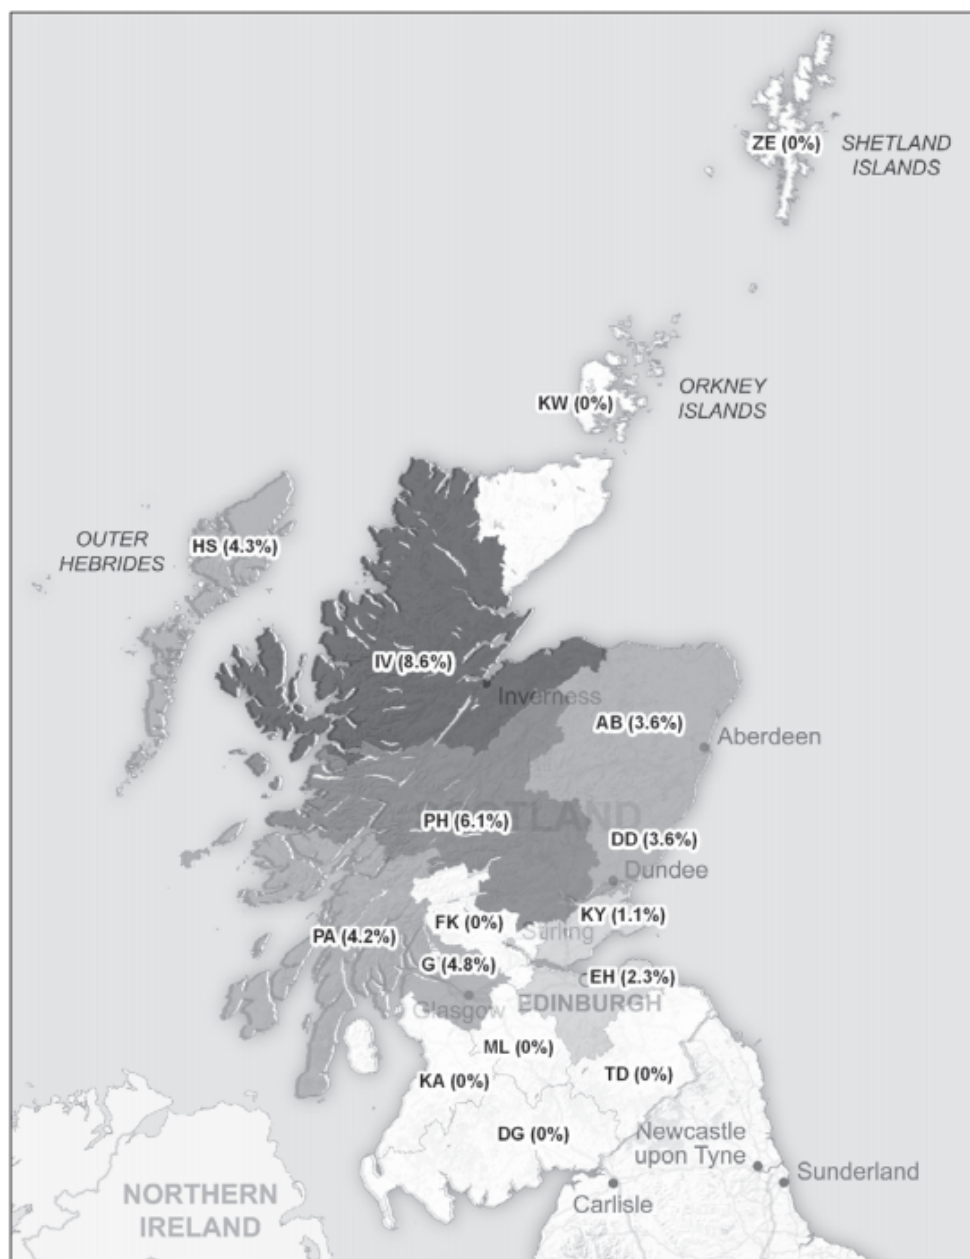 ZE (0%)
SHETLAND
ISLANDS
KW (0%)
ORKNEY
ISLANDS
OUTER
HEBRIDES
HS (4.3%)
IV (8.6%)
Inverness
AB (3.6%)
Aberdeen
SCOTLAND
PH (6.1%)
DD (3.6%)
Dundee
KY (1.1%)
FK (0%)
Stirling
PA (4.2%)
G (4.8%)
EH (2.3%)
Glasgow
EDINBURGH
ML (0%)
KA (0%)
TD (0%)
DG (0%)
Newcastle
upon Tyne
Sunderland
Carlisle
NORTHERN
IRELAND